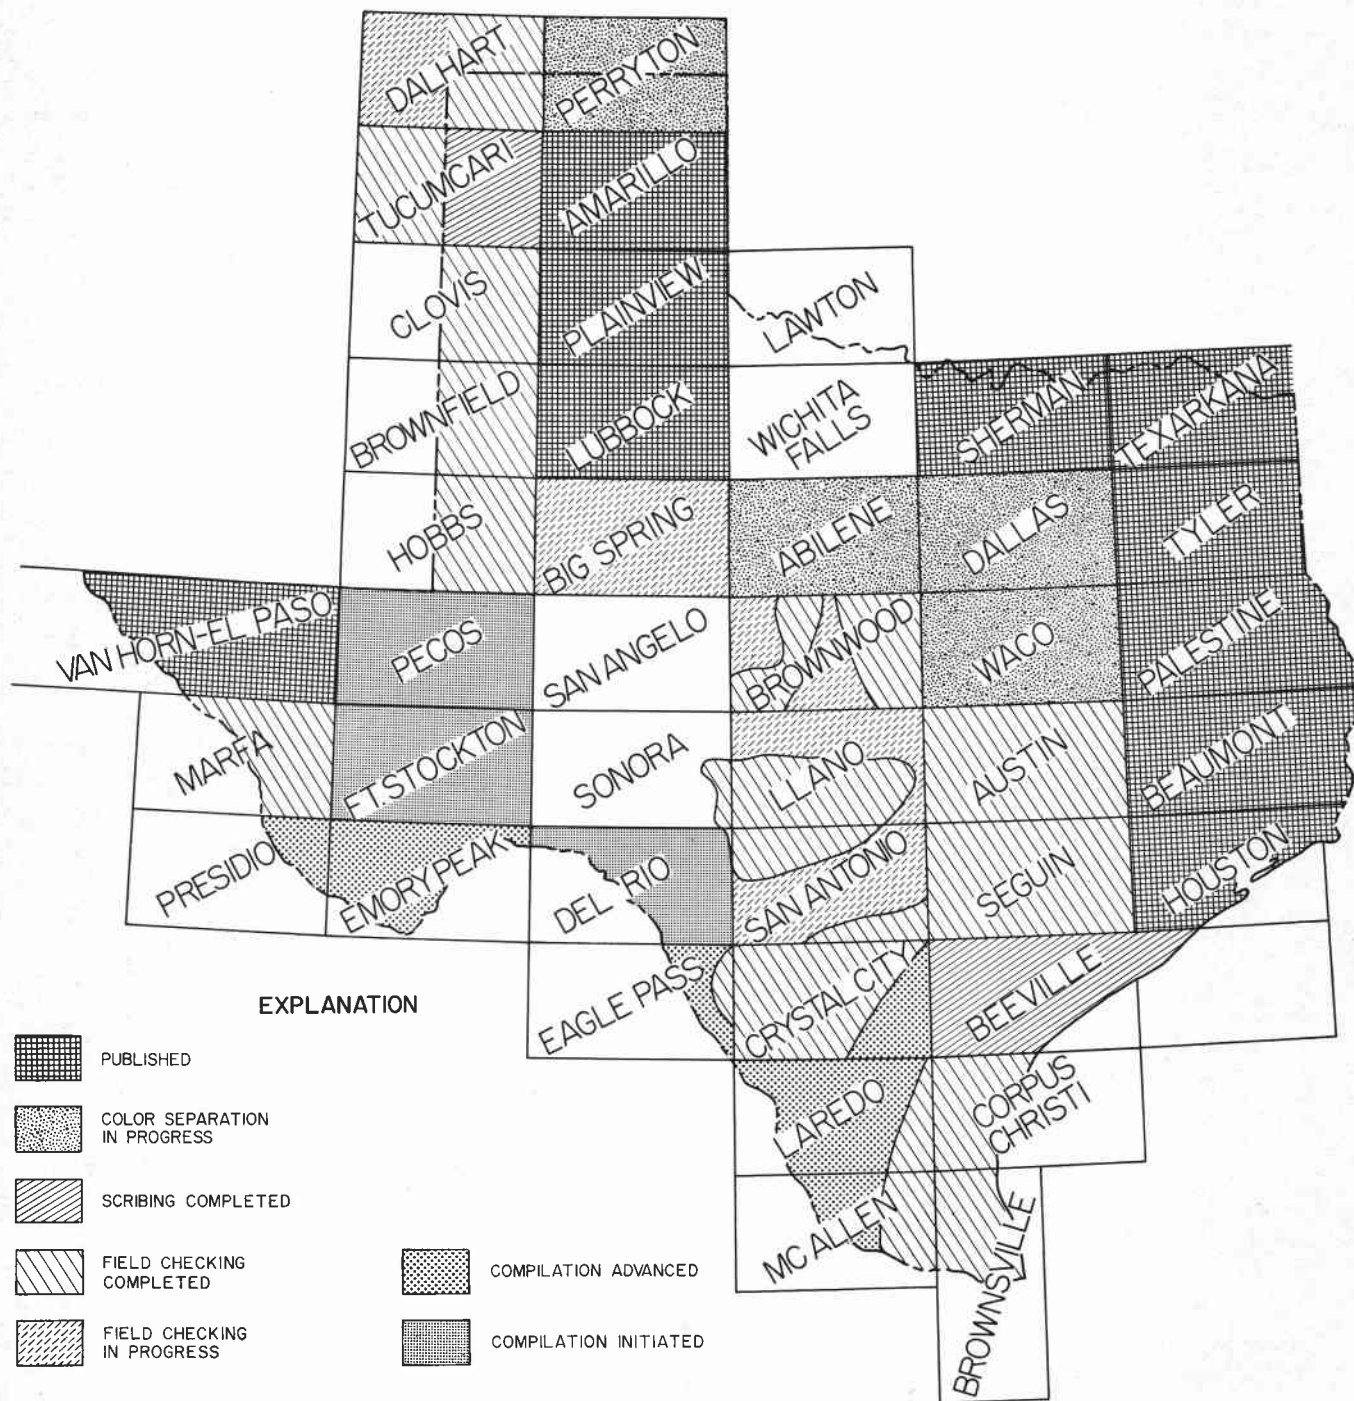 DALHART
PERRYTON
TUCUMCARI
AMARILLO
CLOVIS
PLAINVIEW
LAWTON
BROWNFIELD
LUBBOCK
WICHITA
FALLS
SHERMAN
TEXARKANA
HOBBS
BIG SPRING
ABILENE
DALLAS
TYLER
VAN HORN-EL PASO
PECOS
SAN ANGELO
BROWNWOOD
WACO
PALESTINE
MARFA
FT. STOCKTON
SONORA
LLANO
AUSTIN
BEAUMONT
PRESIDIO
EMORY PEAK
DEL RIO
SAN ANTONIO
SEGUIN
HOUSTON
EAGLE PASS
CRYSTAL CITY
BEEVILLE
LAREDO
CORPUS
CHRISTI
MC ALLEN
BROWNSVILLE
EXPLANATION
PUBLISHED
COLOR SEPARATION
IN PROGRESS
SCRIBING COMPLETED
FIELD CHECKING
COMPLETED
FIELD CHECKING
IN PROGRESS
COMPILATION ADVANCED
COMPILATION INITIATED